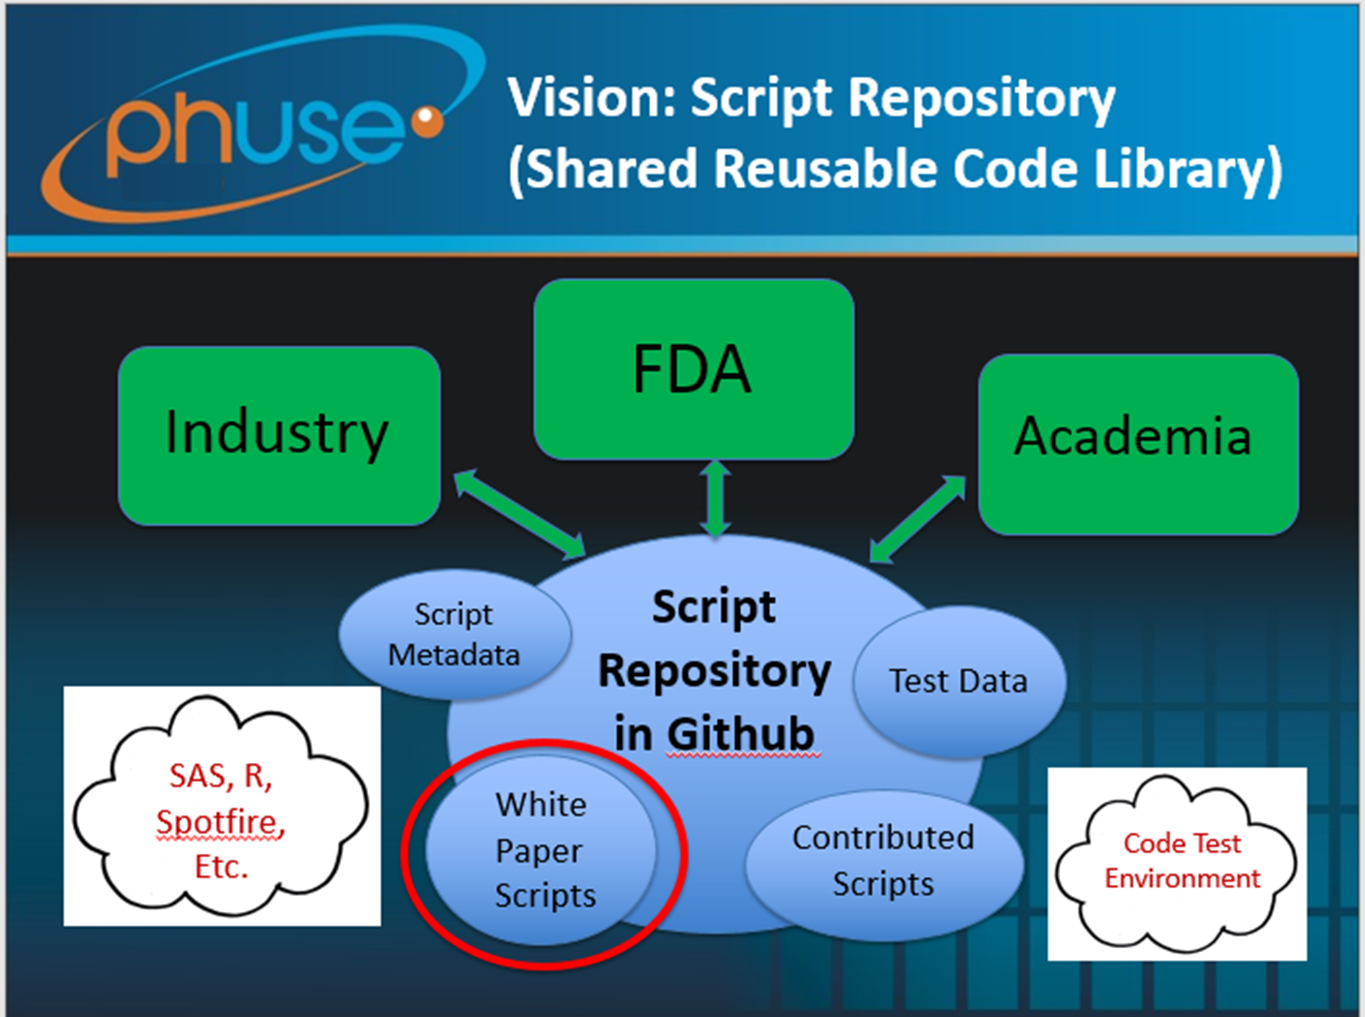 phuse
Vision: Script Repository
(Shared Reusable Code Library)
FDA
Industry
Academia
Script
Metadata
Script
Repository
in Github
Test Data
SAS, R,
Spotfire,
Etc.
White
Paper
Scripts
Contributed
Scripts
Code Test
Environment